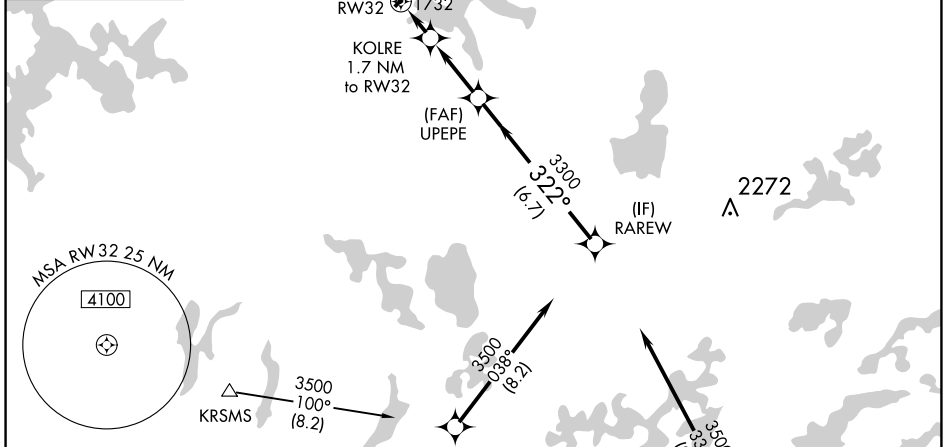 RW32
1732
KOLRE
1.7 NM
to RW32
(FAF)
UPEPE
3300
322°
(6.7)
2272
(IF)
RAREW
MSA RW32 25 NM
4100
3500
038°
(8.2)
3500
100°
(8.2)
KRSMS